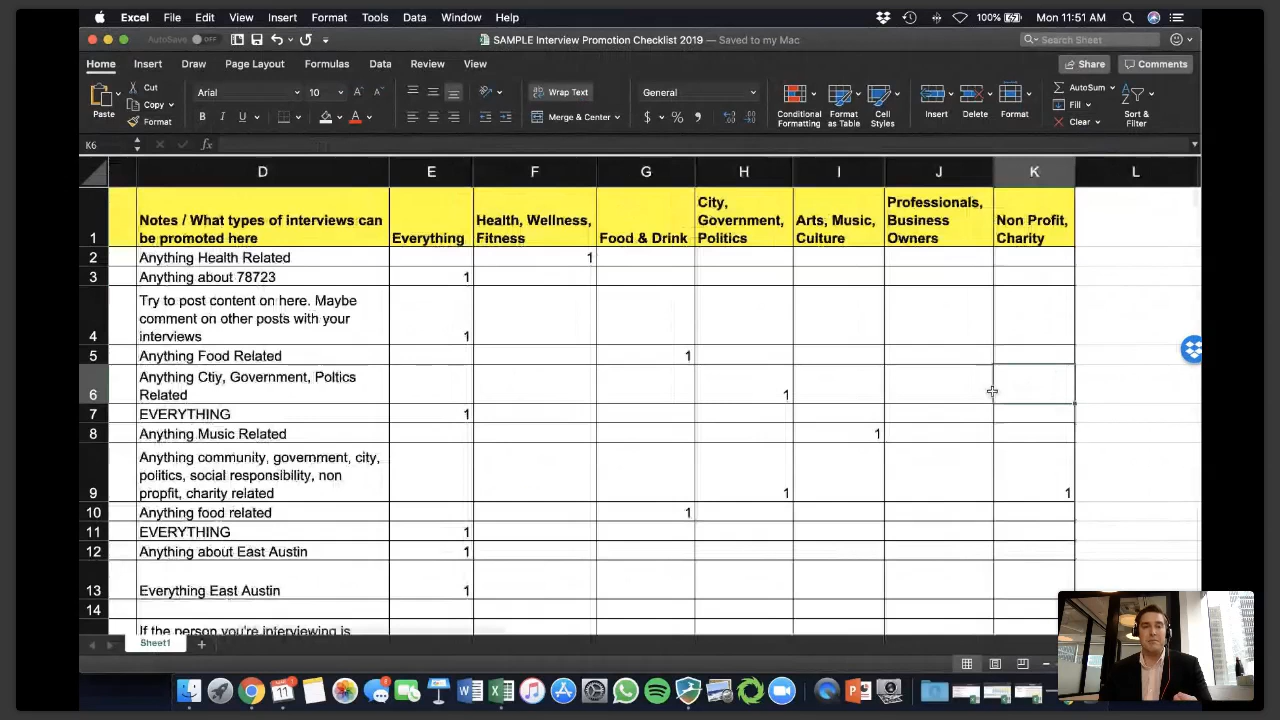 Excel File Edit View Insert Format Tools Data Window Help 100% Mon 11:51 AM
AutoSave OFF SAMPLE Interview Promotion Checklist 2019 — Saved to my Mac Search Sheet
Home Insert Draw Page Layout Formulas Data Review View Share Comments
Paste Cut Copy Format
Arial 10 A A
B I U A
Wrap Text
Merge & Center
General
$ %
Conditional Formatting
Format as Table
Cell Styles
Insert Delete Format
AutoSum
Fill
Clear
Sort & Filter
K6 fx
D E F G H I J K L
1 Notes / What types of interviews can
be promoted here
Everything
Health, Wellness,
Fitness
Food & Drink
City,
Government,
Politics
Arts, Music,
Culture
Professionals,
Business
Owners
Non Profit,
Charity
2 Anything Health Related 1
3 Anything about 78723 1
4 Try to post content on here. Maybe
comment on other posts with your
interviews 1
5 Anything Food Related 1
6 Anything Ctiy, Government, Poltics
Related 1
7 EVERYTHING 1
8 Anything Music Related 1
9 Anything community, government, city,
politics, social responsibility, non
propfit, charity related 1 1
10 Anything food related 1
11 EVERYTHING 1
12 Anything about East Austin 1
13 Everything East Austin 1
14
If the person you're interviewing is
Sheet1 +